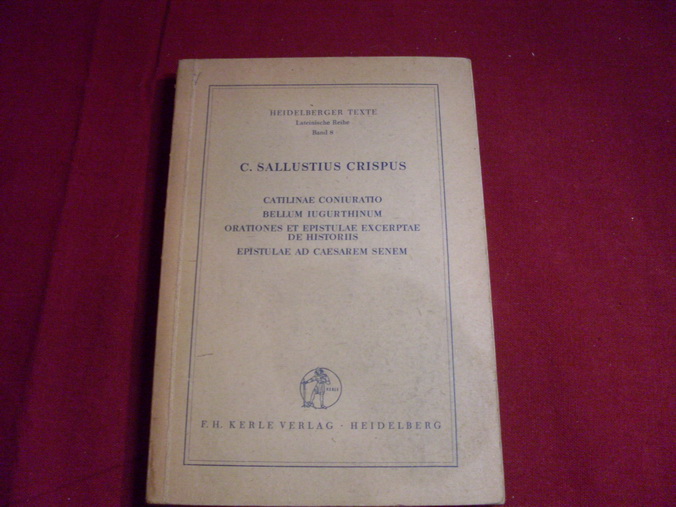 HEIDELBERGER TEXTE
Lateinische Reihe
Band 8
C. SALLUSTIUS CRISPUS
CATILINAE CONIURATIO
BELLUM IUGURTHINUM
ORATIONES ET EPISTULAE EXCERPTAE
DE HISTORIIS
EPISTULAE AD CAESAREM SENEM
KERLE
F. H. KERLE VERLAG · HEIDELBERG